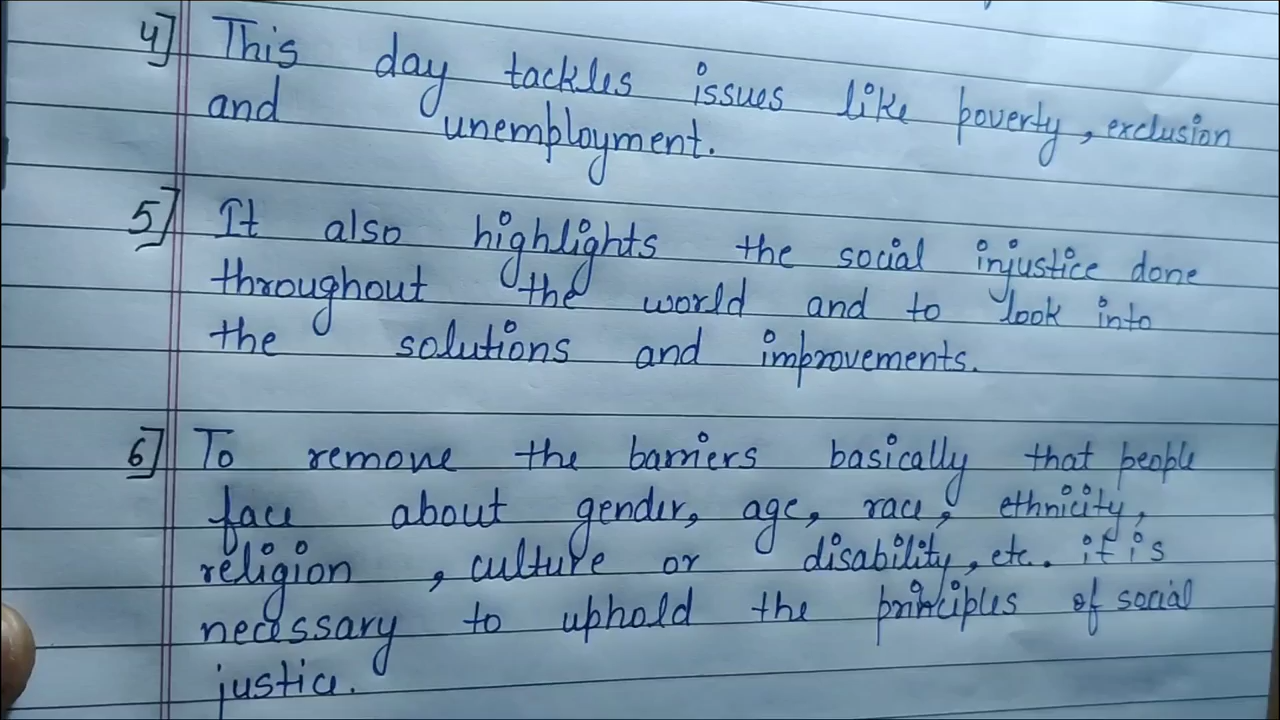 4] This day tackles issues like poverty, exclusion
and unemployment.
5] It also highlights the social injustice done
throughout the world and to look into
the solutions and improvements.
6] To remove the barriers basically that people
face about gender, age, race, ethnicity,
religion, culture or disability, etc. it is
necessary to uphold the principles of social
justice.